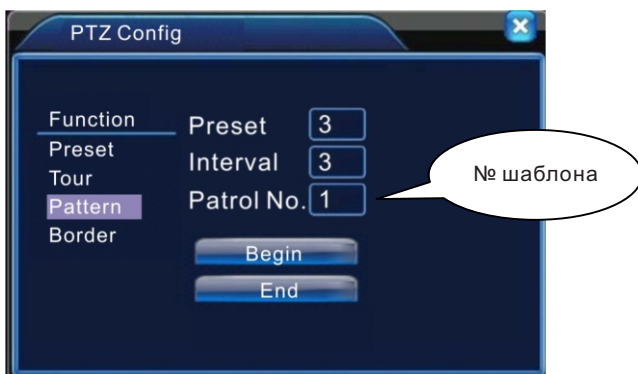 PTZ Config
Function
Preset
Tour
Pattern
Border
Preset 3
Interval 3
Patrol No. 1
Begin
End
№ шаблона